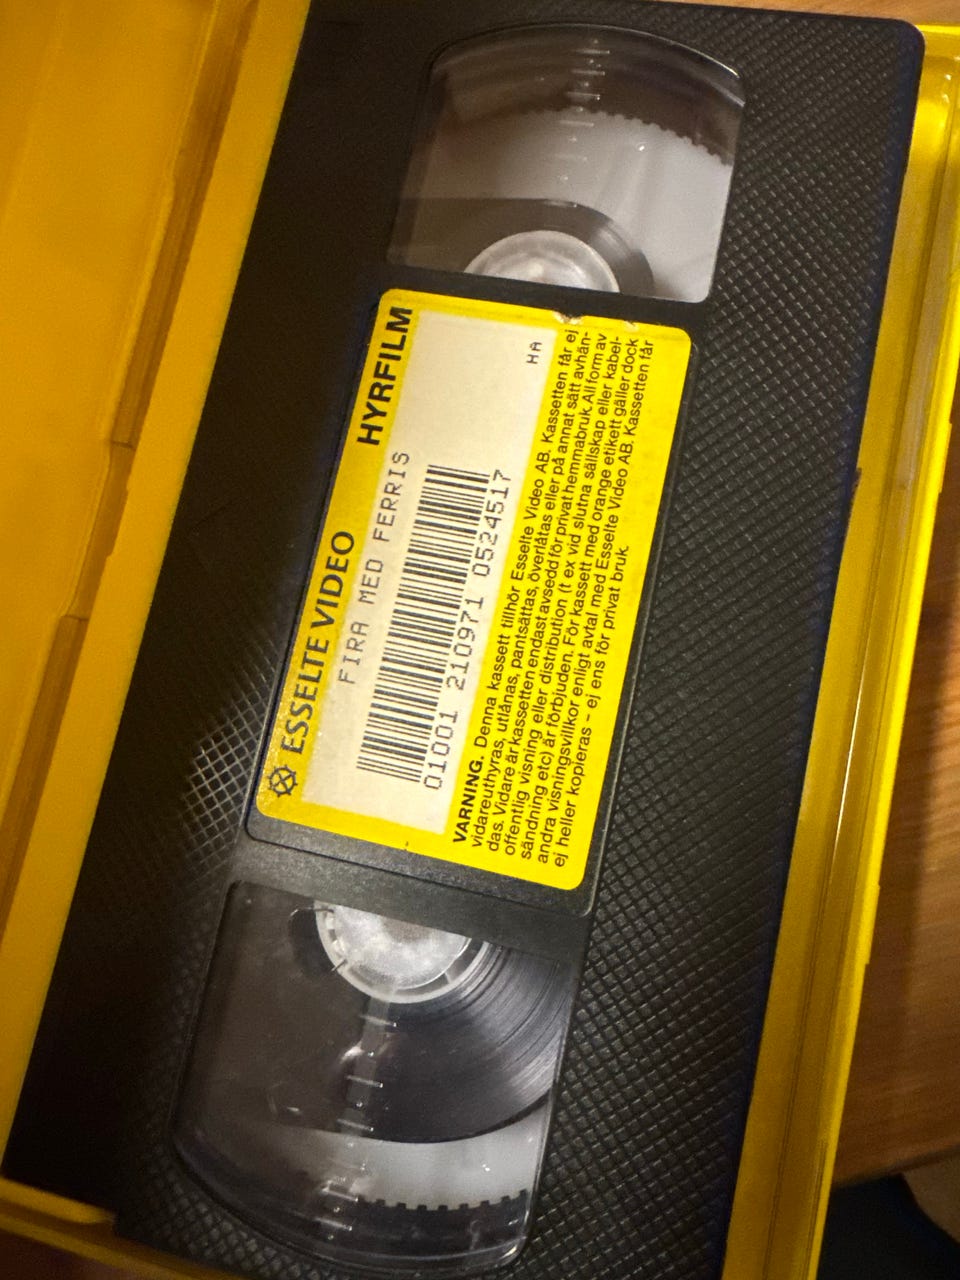 ESSELTE VIDEO HYRFILM
FIRA MED FERRIS
01001 210971 0524517
HA
VARNING. Denna kassett tillhör Esselte Video AB. Kassetten får ej
vidareuthyras, utlånas, pantsättas, överlåtas eller på annat sätt avhän-
das. Vidare är kassetten endast avsedd för privat hemmabruk. All form av
offentlig visning eller distribution (t ex vid slutna sällskap eller kabel-
sändning etc) är förbjuden. För kassett med orange etikett gäller dock
andra visningsvillkor enligt avtal med Esselte Video AB. Kassetten får
ej heller kopieras – ej ens för privat bruk.